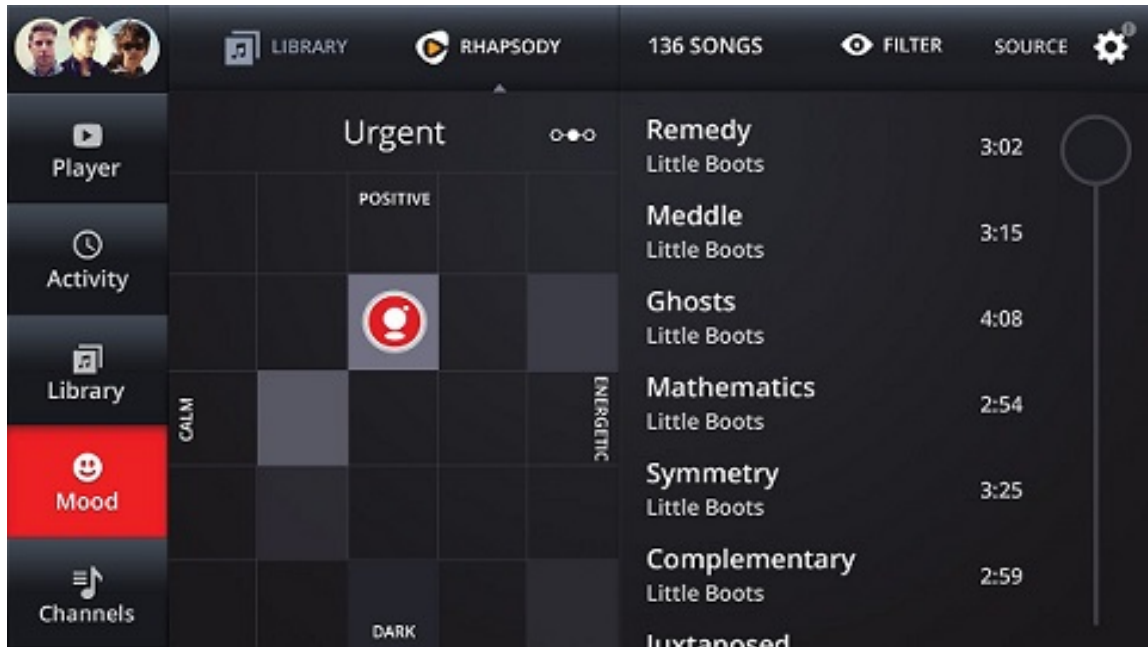 LIBRARY
RHAPSODY
136 SONGS
FILTER
SOURCE
Player
Activity
Library
Mood
Channels
Urgent
POSITIVE
CALM
ENERGETIC
DARK
Remedy
3:02
Little Boots
Meddle
3:15
Little Boots
Ghosts
4:08
Little Boots
Mathematics
2:54
Little Boots
Symmetry
3:25
Little Boots
Complementary
2:59
Little Boots
Juxtaposed